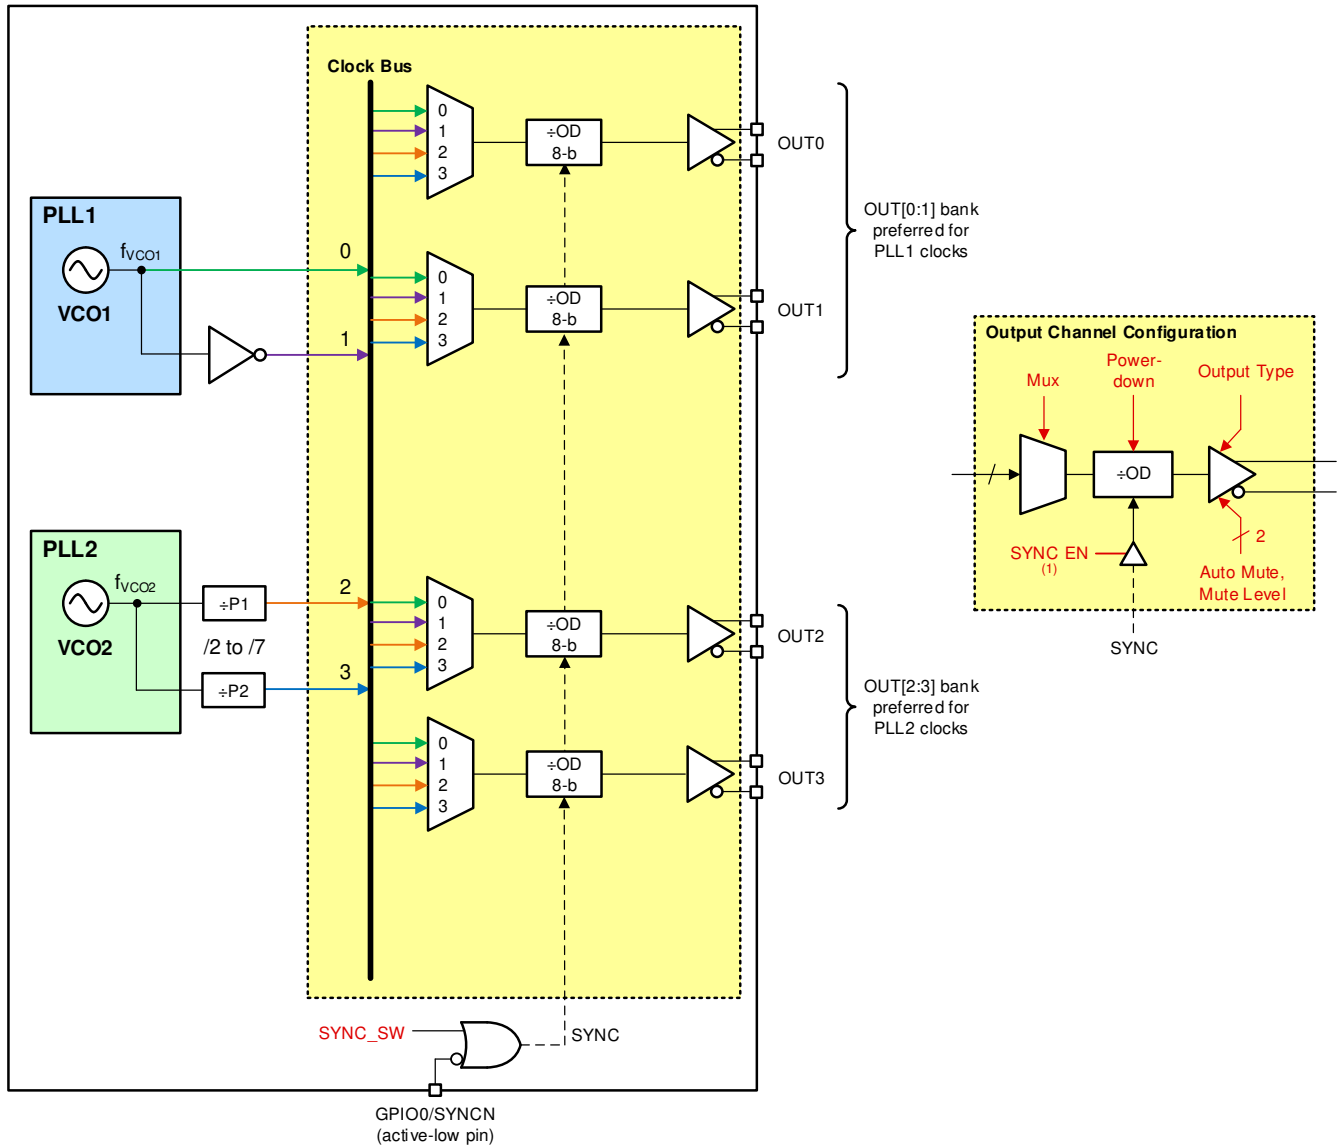 Clock Bus
0
1
2
3
÷OD
8-b
OUT0
PLL1
fVCO1
VCO1
0
1
0
1
2
3
÷OD
8-b
OUT1
OUT[0:1] bank
preferred for
PLL1 clocks
PLL2
fVCO2
VCO2
÷P1
/2 to /7
÷P2
2
3
0
1
2
3
÷OD
8-b
OUT2
0
1
2
3
÷OD
8-b
OUT3
OUT[2:3] bank
preferred for
PLL2 clocks
SYNC_SW
SYNC
GPIO0/SYNCN
(active-low pin)
Output Channel Configuration
Mux
Power-
down
Output Type
÷OD
SYNC EN
(1)
2
Auto Mute,
Mute Level
SYNC